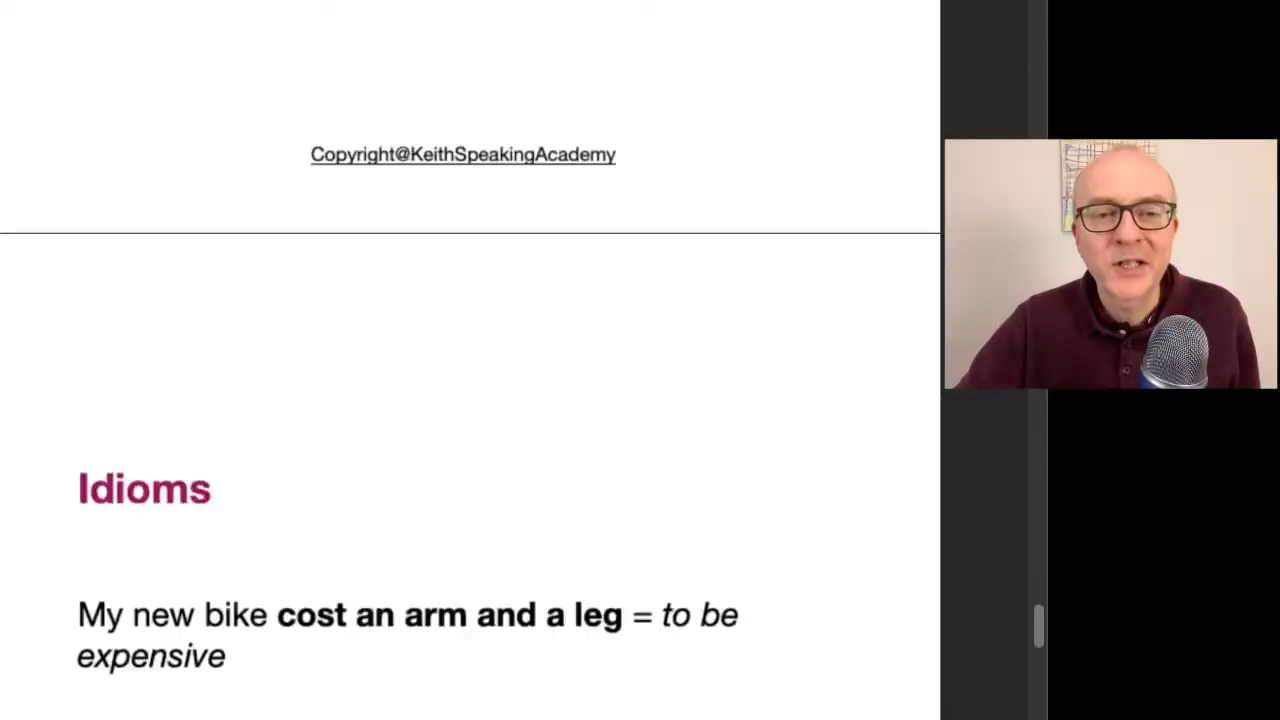 Copyright@KeithSpeakingAcademy
Idioms
My new bike cost an arm and a leg = to be
expensive